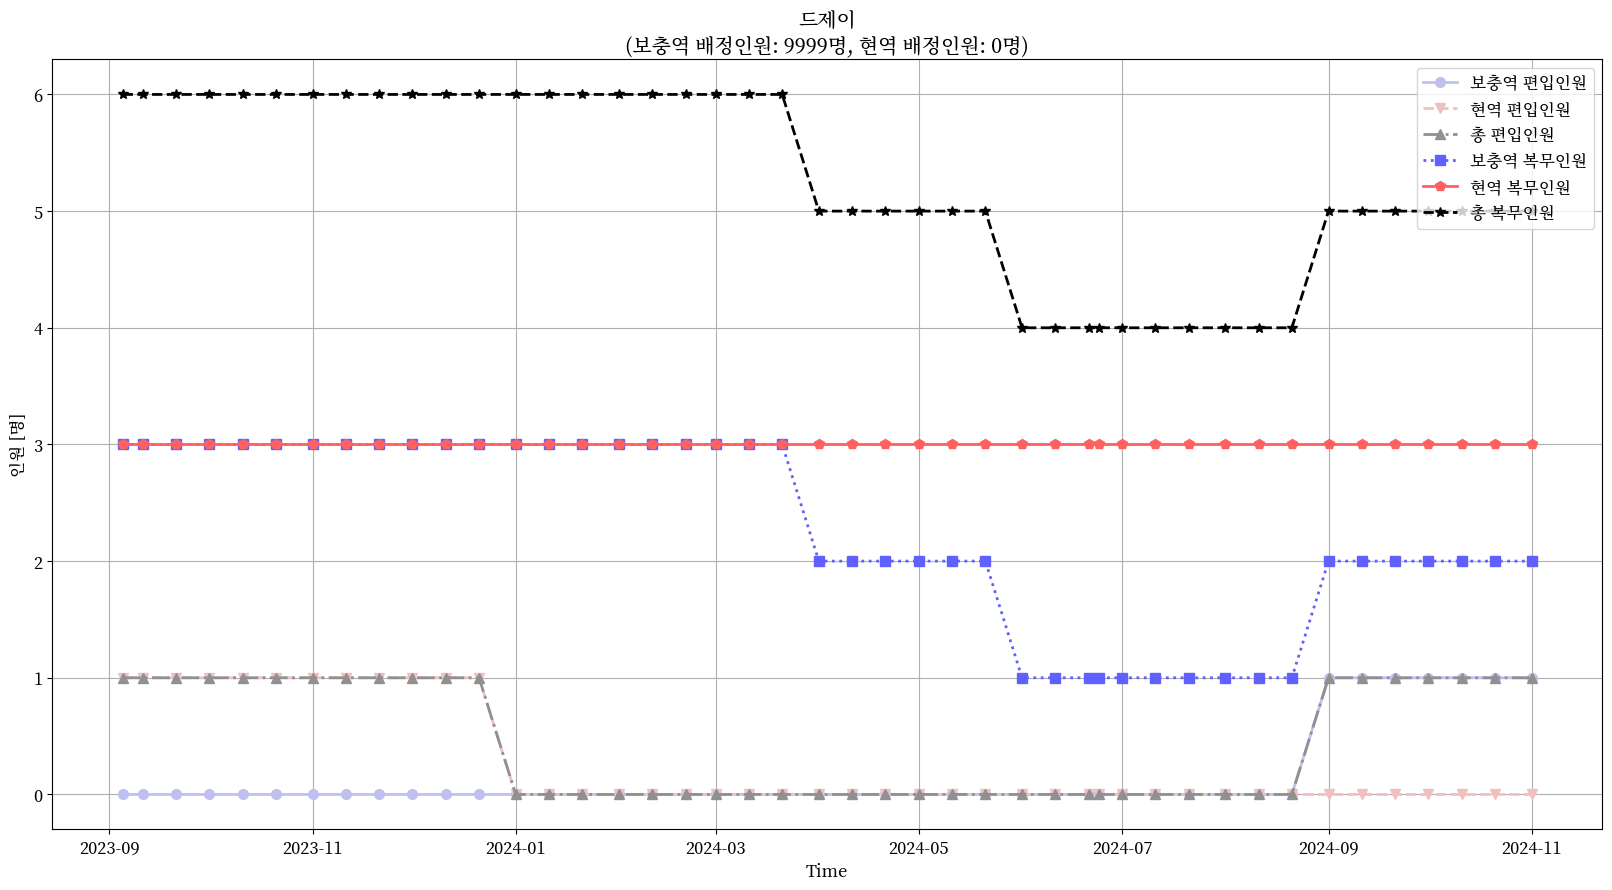 드제이
(보충역 배정인원: 9999명, 현역 배정인원: 0명)
보충역 편입인원
현역 편입인원
총 편입인원
보충역 복무인원
현역 복무인원
총 복무인원
인원 [명]
6
5
4
3
2
1
0
2023-09
2023-11
2024-01
2024-03
2024-05
2024-07
2024-09
2024-11
Time